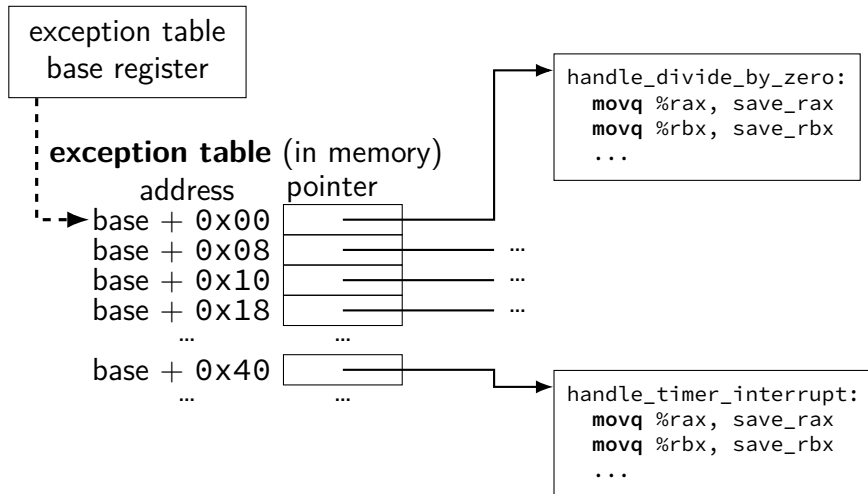 exception table
base register
exception table (in memory)
address pointer
base + 0x00
base + 0x08 ...
base + 0x10 ...
base + 0x18 ...
... ...
base + 0x40
... ...
handle_divide_by_zero:
movq %rax, save_rax
movq %rbx, save_rbx
...
handle_timer_interrupt:
movq %rax, save_rax
movq %rbx, save_rbx
...